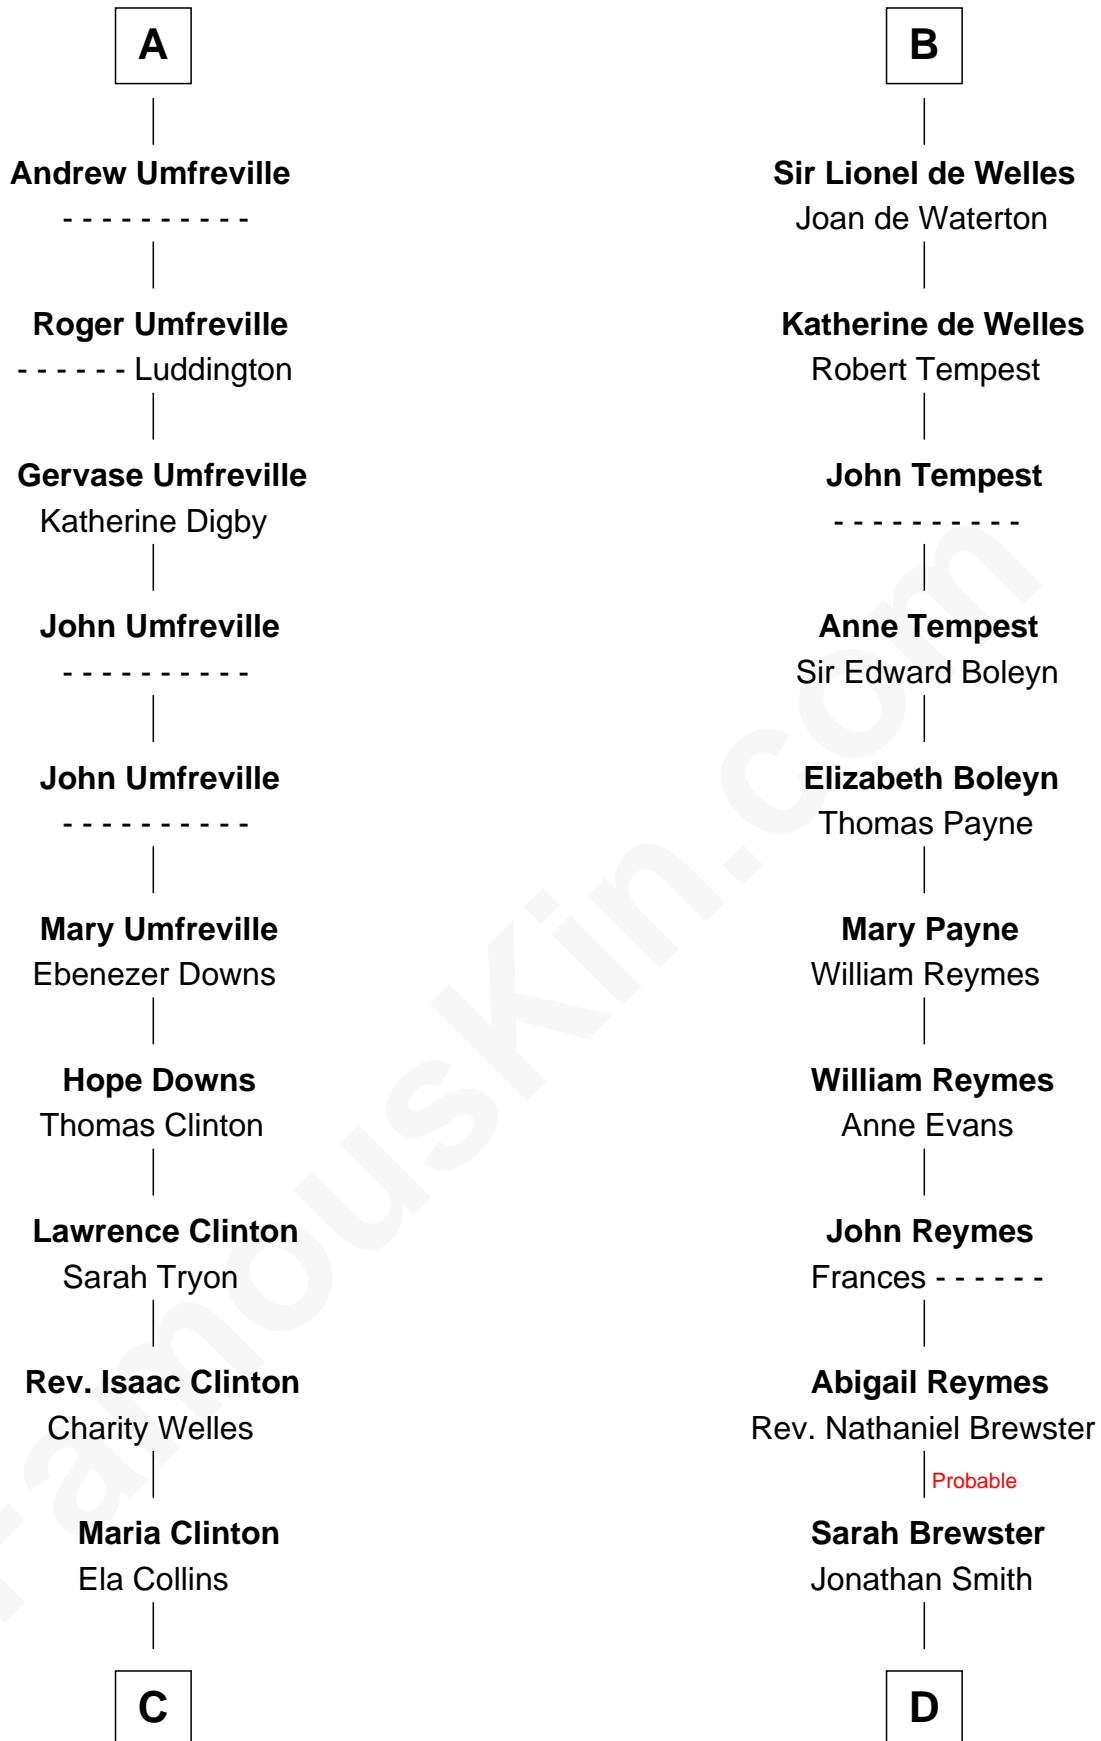 A
Andrew Umfreville
- - - - - - - - - -
Roger Umfreville
- - - - - - Luddington
Gervase Umfreville
Katherine Digby
John Umfreville
- - - - - - - - - -
John Umfreville
- - - - - - - - - -
Mary Umfreville
Ebenezer Downs
Hope Downs
Thomas Clinton
Lawrence Clinton
Sarah Tryon
Rev. Isaac Clinton
Charity Welles
Maria Clinton
Ela Collins
C
B
Sir Lionel de Welles
Joan de Waterton
Katherine de Welles
Robert Tempest
John Tempest
- - - - - - - - - -
Anne Tempest
Sir Edward Boleyn
Elizabeth Boleyn
Thomas Payne
Mary Payne
William Reymes
William Reymes
Anne Evans
John Reymes
Frances - - - - - -
Abigail Reymes
Rev. Nathaniel Brewster
Probable
Sarah Brewster
Jonathan Smith
D
FamousKin.com